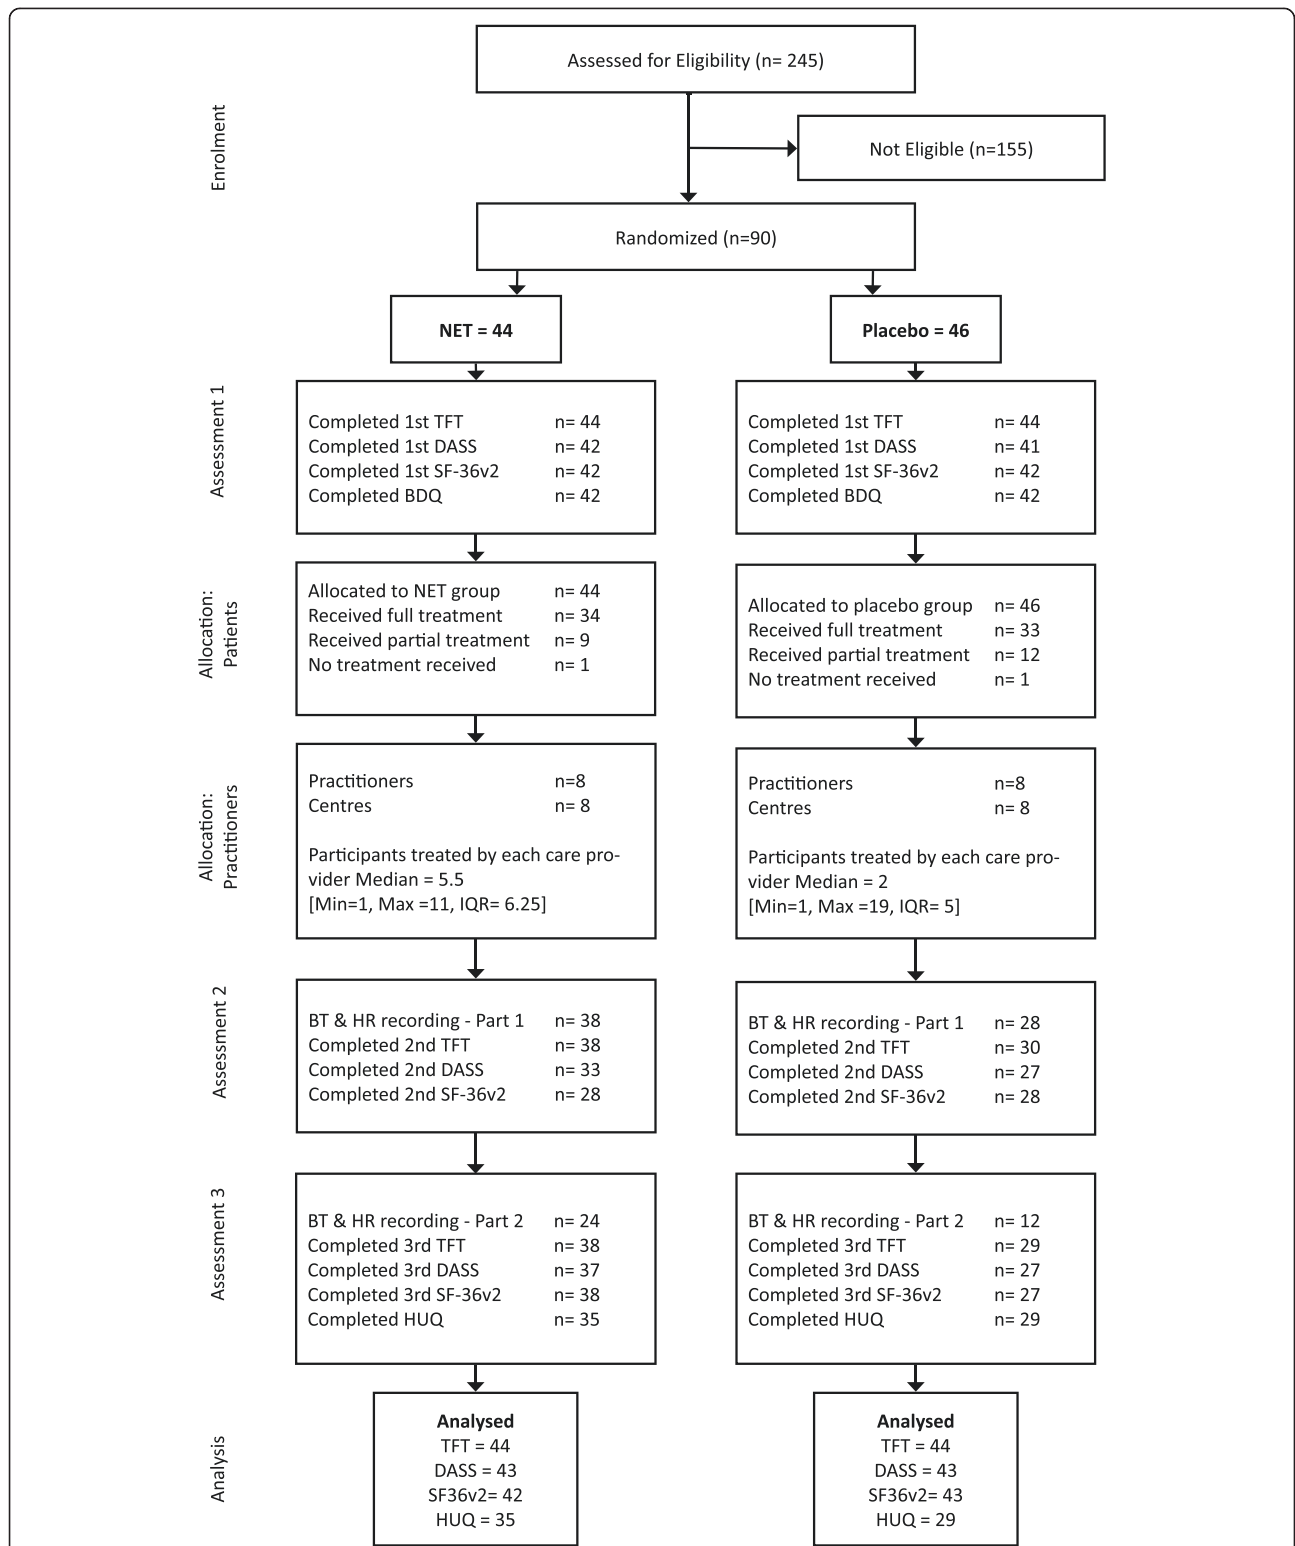 Assessed for Eligibility (n= 245)
Enrolment
Not Eligible (n=155)
Randomized (n=90)
NET = 44
Placebo = 46
Assessment 1
Completed 1st TFT n= 44
Completed 1st DASS n= 42
Completed 1st SF-36v2 n= 42
Completed BDQ n= 42
Completed 1st TFT n= 44
Completed 1st DASS n= 41
Completed 1st SF-36v2 n= 42
Completed BDQ n= 42
Allocation:
Patients
Allocated to NET group n= 44
Received full treatment n= 34
Received partial treatment n= 9
No treatment received n= 1
Allocated to placebo group n= 46
Received full treatment n= 33
Received partial treatment n= 12
No treatment received n= 1
Allocation:
Practitioners
Practitioners n=8
Centres n= 8
Participants treated by each care pro-
vider Median = 5.5
[Min=1, Max =11, IQR= 6.25]
Practitioners n=8
Centres n= 8
Participants treated by each care pro-
vider Median = 2
[Min=1, Max =19, IQR= 5]
Assessment 2
BT & HR recording - Part 1 n= 38
Completed 2nd TFT n= 38
Completed 2nd DASS n= 33
Completed 2nd SF-36v2 n= 28
BT & HR recording - Part 1 n= 28
Completed 2nd TFT n= 30
Completed 2nd DASS n= 27
Completed 2nd SF-36v2 n= 28
Assessment 3
BT & HR recording - Part 2 n= 24
Completed 3rd TFT n= 38
Completed 3rd DASS n= 37
Completed 3rd SF-36v2 n= 38
Completed HUQ n= 35
BT & HR recording - Part 2 n= 12
Completed 3rd TFT n= 29
Completed 3rd DASS n= 27
Completed 3rd SF-36v2 n= 27
Completed HUQ n= 29
Analysis
Analysed
TFT = 44
DASS = 43
SF36v2= 42
HUQ = 35
Analysed
TFT = 44
DASS = 43
SF36v2= 43
HUQ = 29